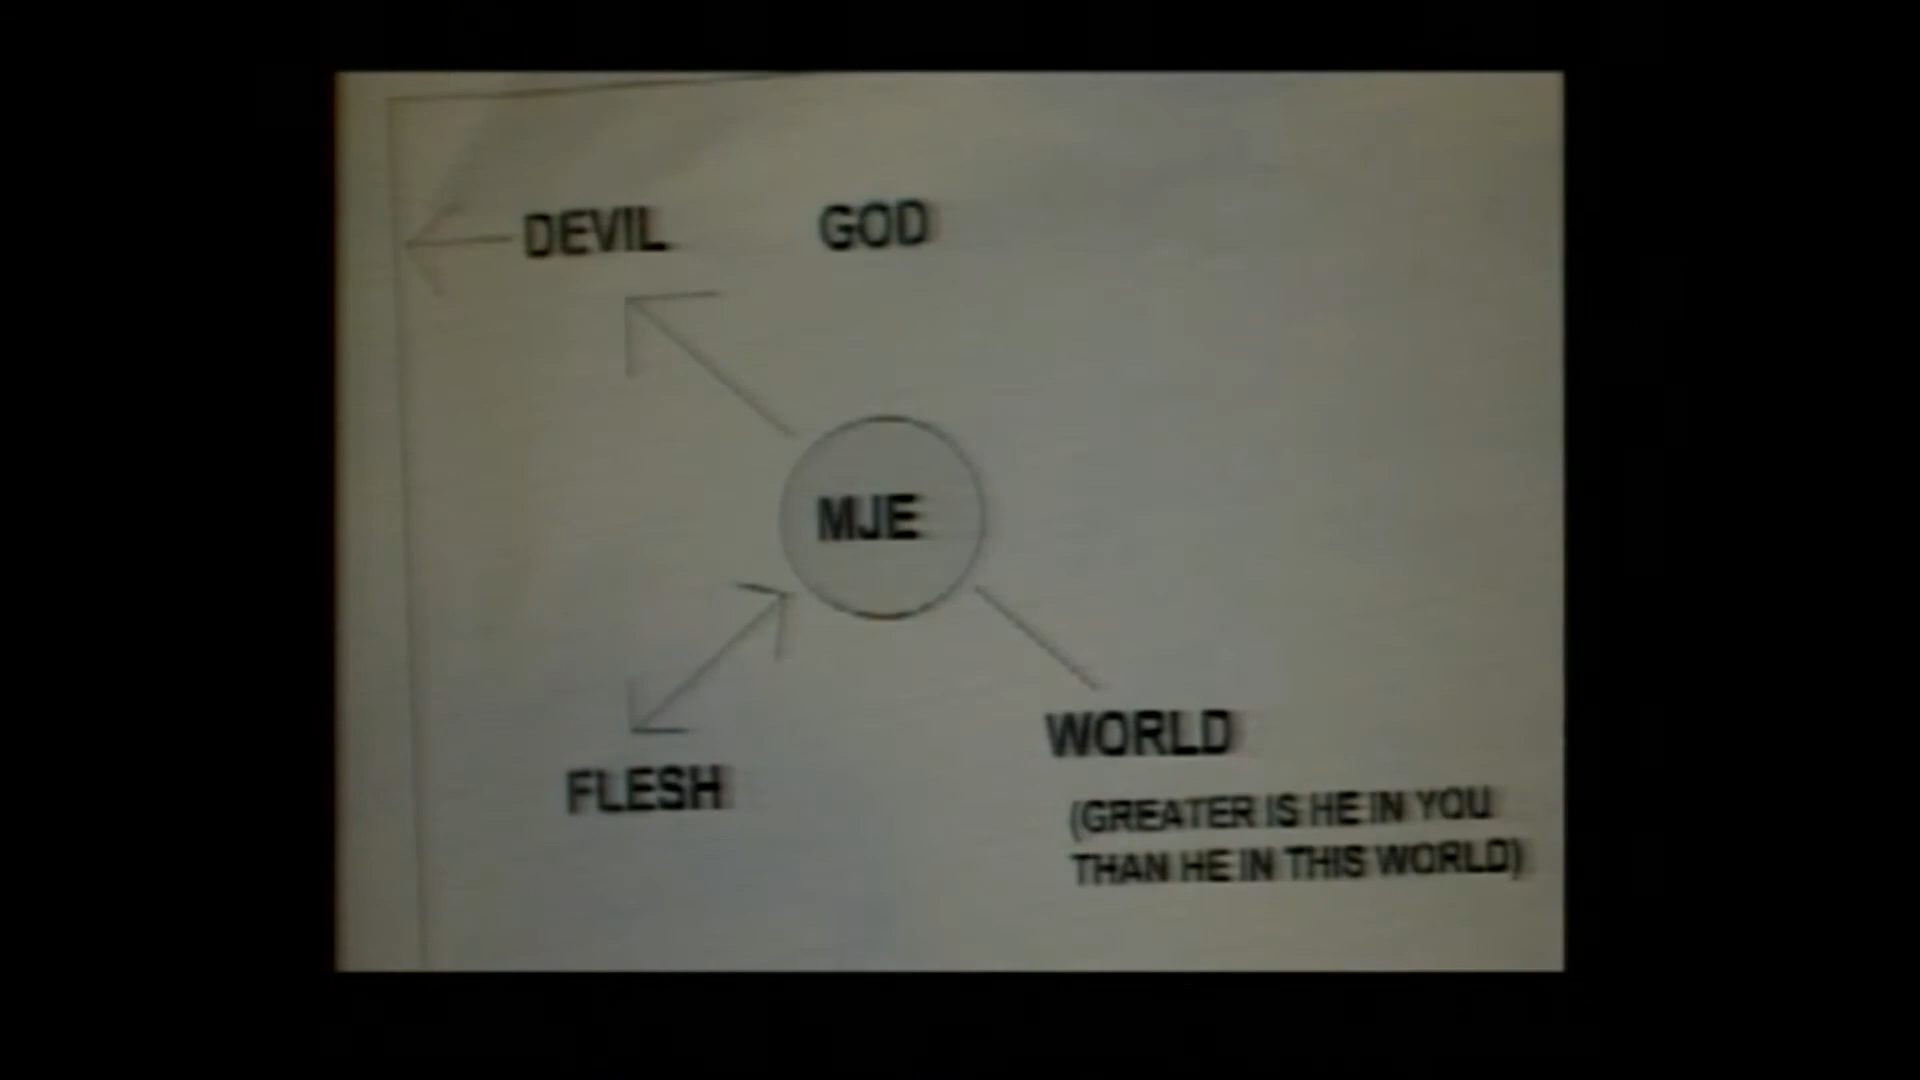 DEVIL GOD
MJE
FLESH
WORLD
(GREATER IS HE IN YOU
THAN HE IN THIS WORLD)